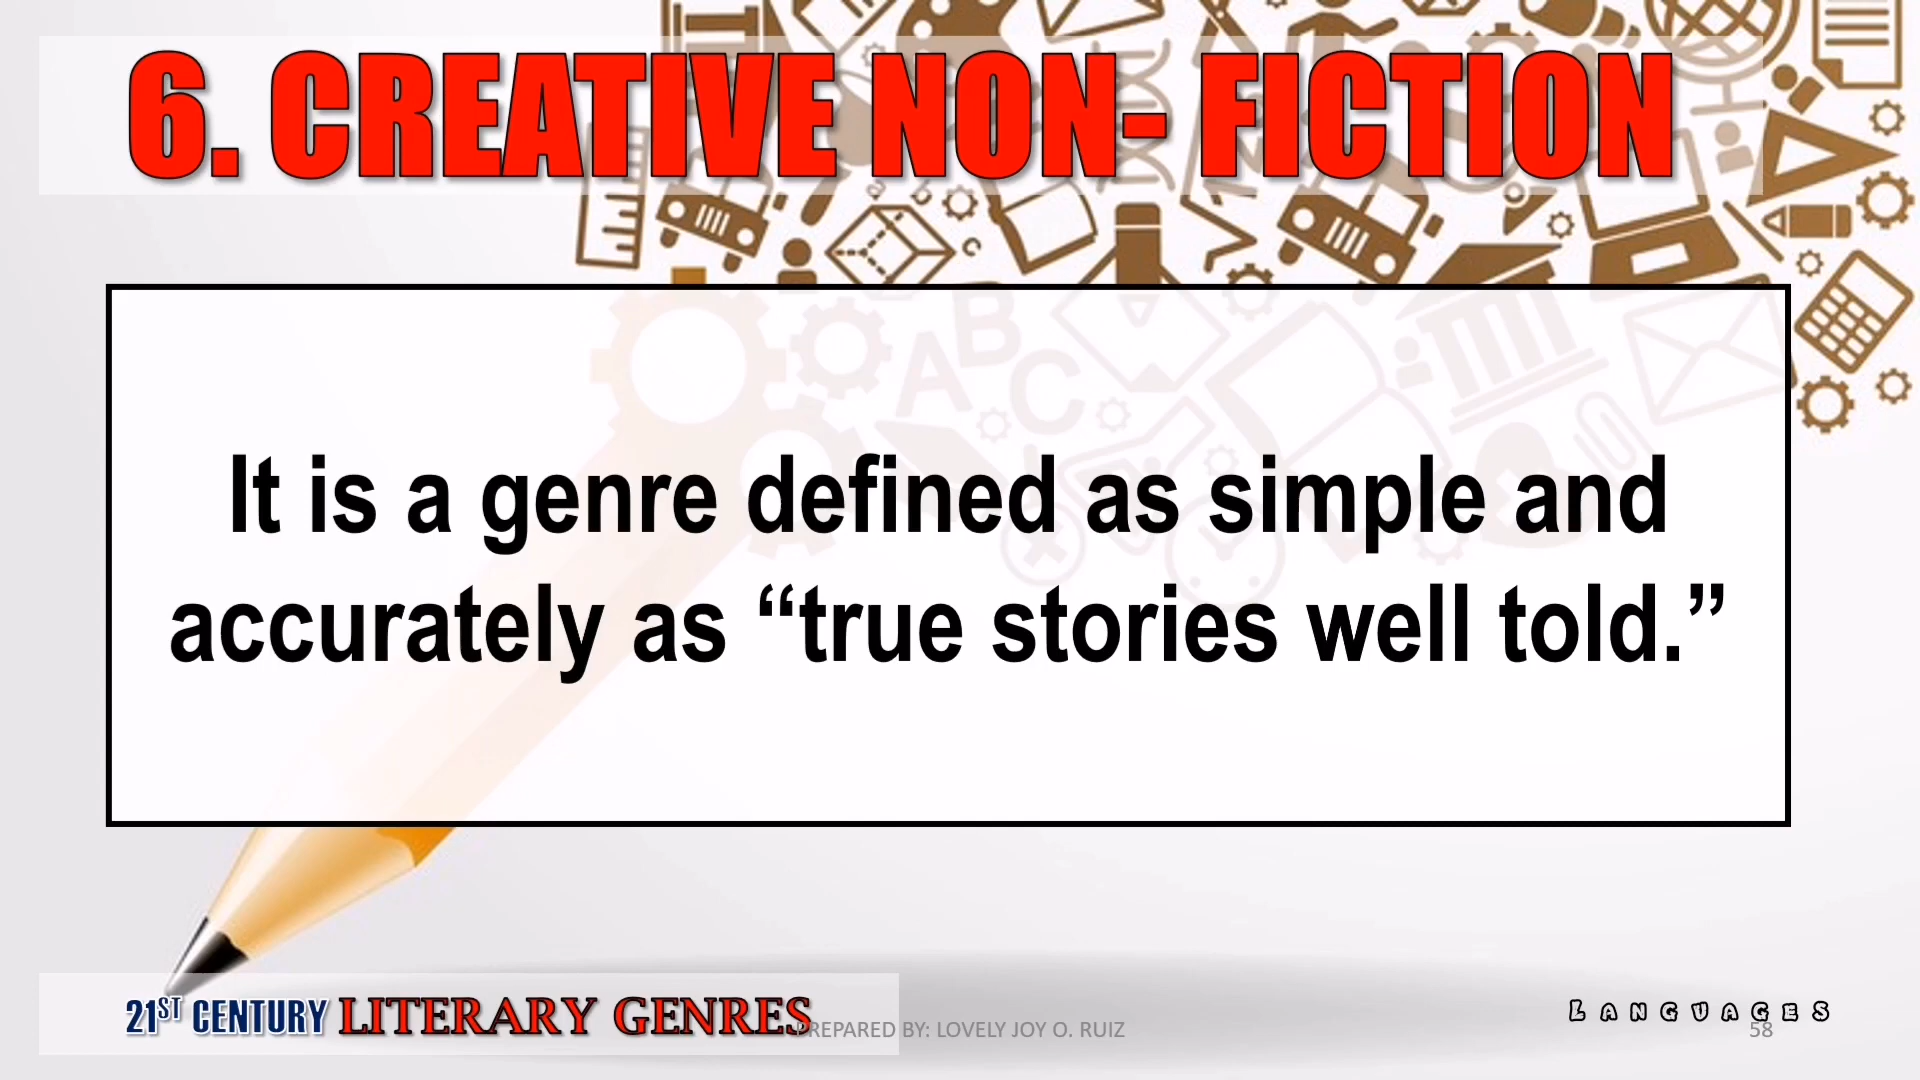 6. CREATIVE NON- FICTION
It is a genre defined as simple and
accurately as “true stories well told.”
21ST CENTURY LITERARY GENRES
PREPARED BY: LOVELY JOY O. RUIZ
LANGUAGES
58